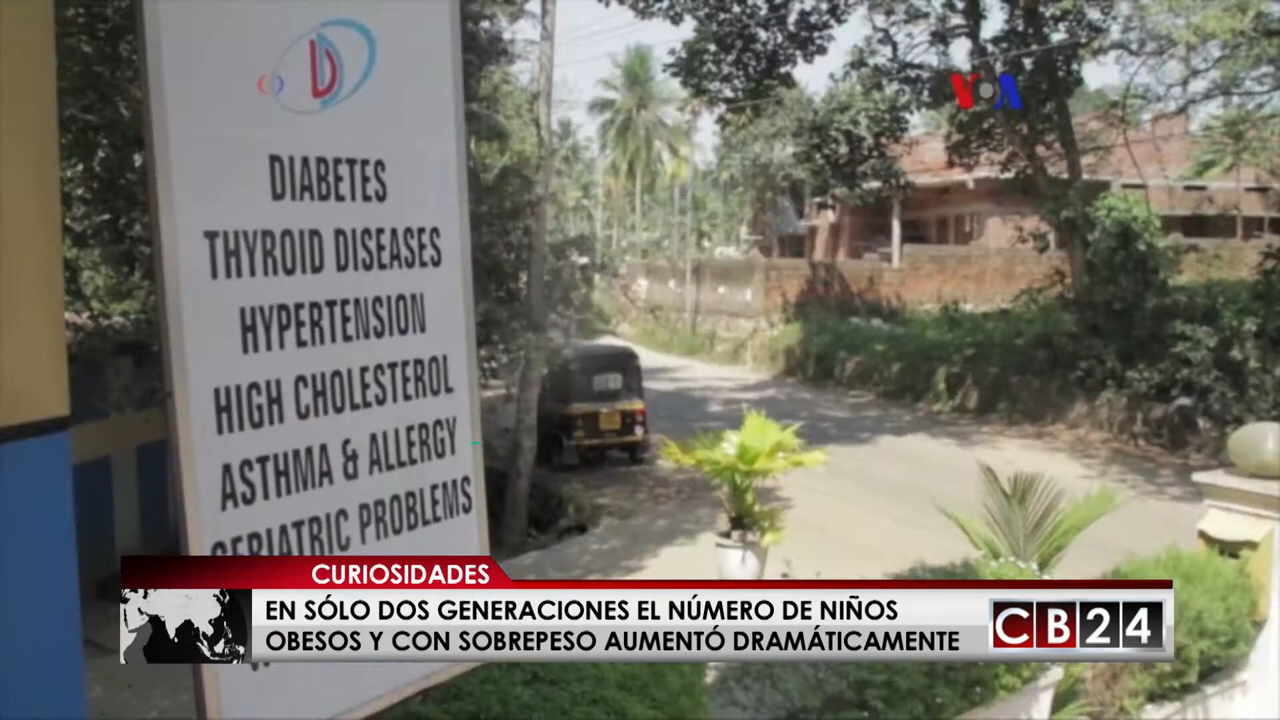 VOA
DIABETES
THYROID DISEASES
HYPERTENSION
HIGH CHOLESTEROL
ASTHMA & ALLERGY
GERIATRIC PROBLEMS
CURIOSIDADES
EN SÓLO DOS GENERACIONES EL NÚMERO DE NIÑOS
OBESOS Y CON SOBREPESO AUMENTÓ DRAMÁTICAMENTE
CB24